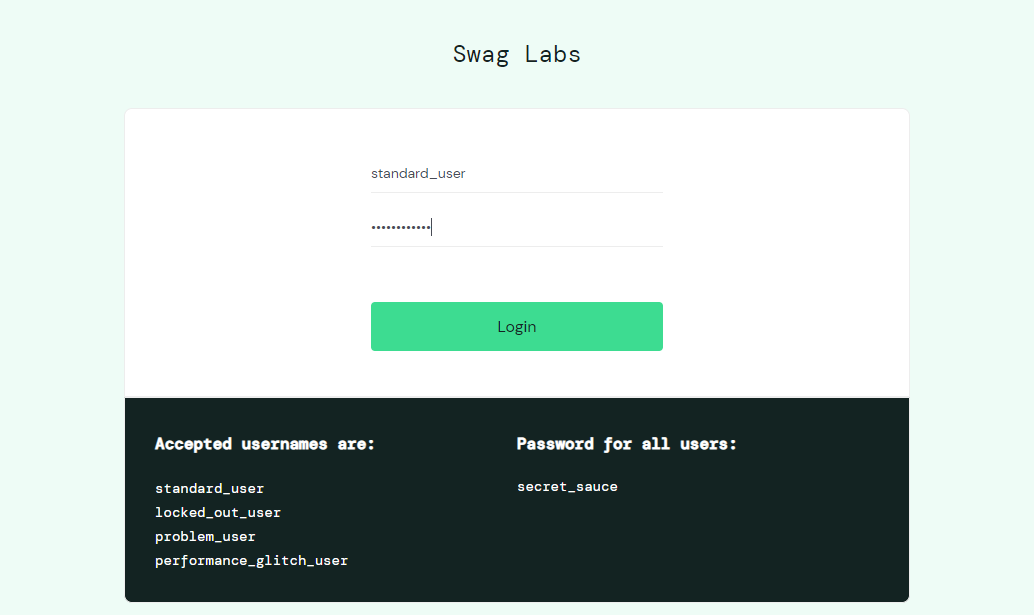 Swag Labs
standard_user
••••••••••••
Login
Accepted usernames are:
standard_user
locked_out_user
problem_user
performance_glitch_user
Password for all users:
secret_sauce